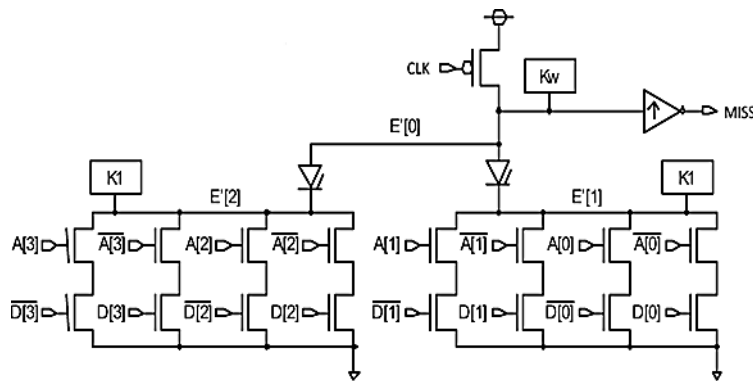 CLK
Kw
MISS
E'[0]
K1
E'[2]
E'[1]
K1
A[3] A̅[̅3̅]̅ A[2] A̅[̅2̅]̅ A[1] A̅[̅1̅]̅ A[0] A̅[̅0̅]̅
D̅[̅3̅]̅ D[3] D̅[̅2̅]̅ D[2] D̅[̅1̅]̅ D[1] D̅[̅0̅]̅ D[0]